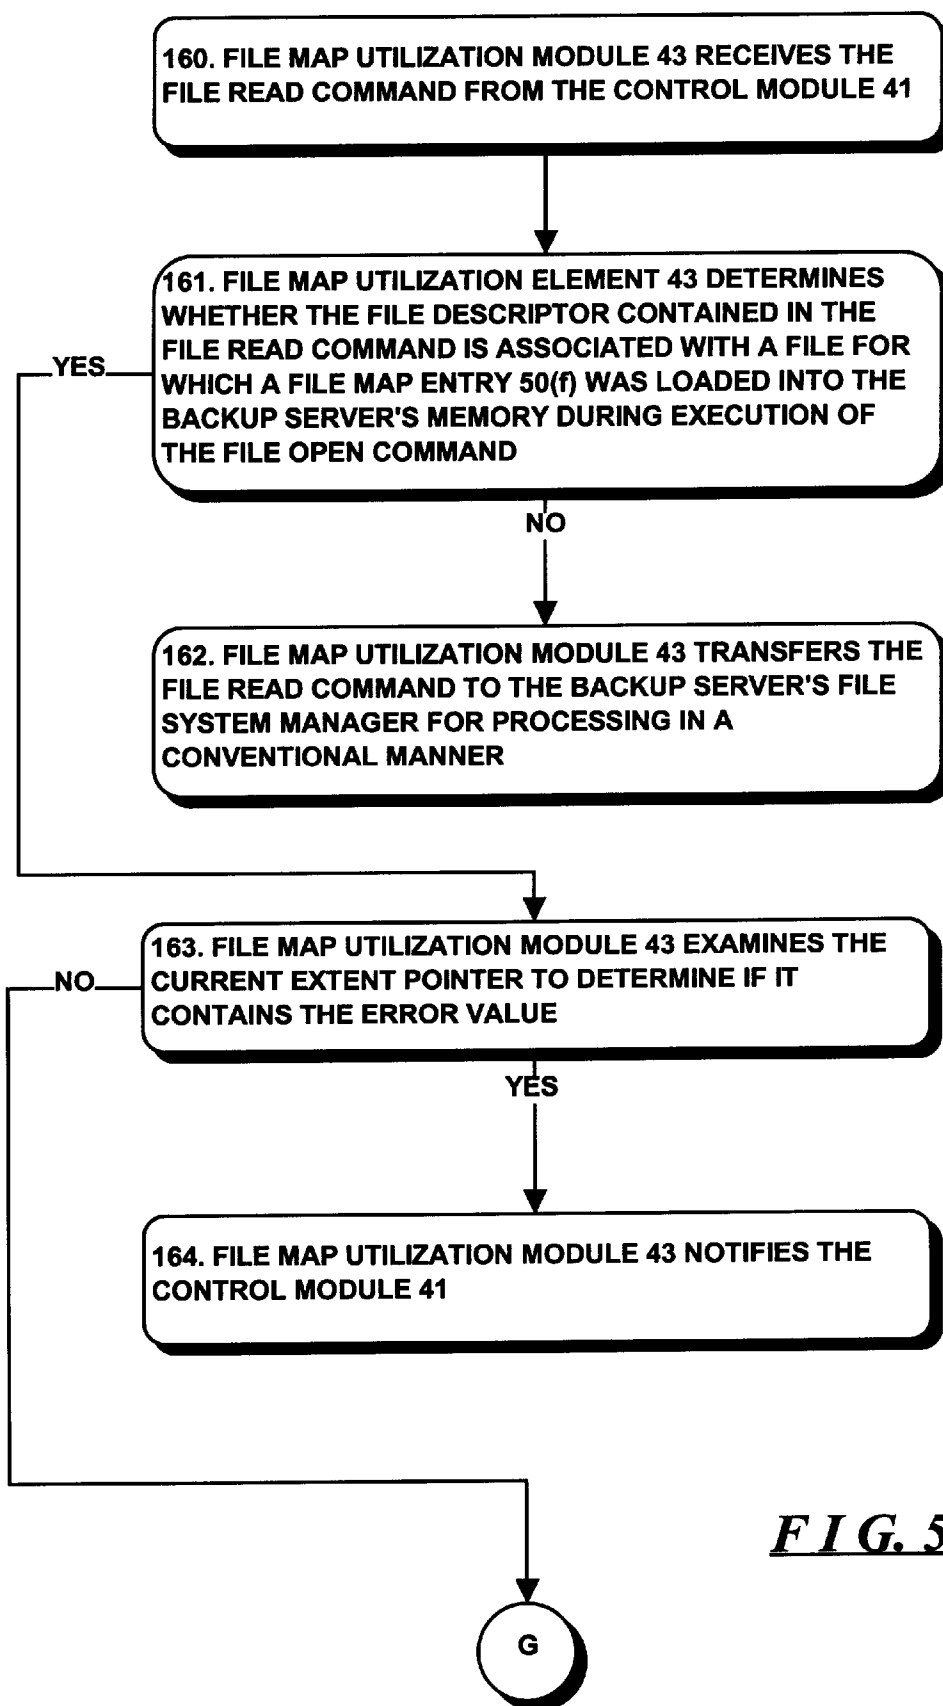 160. FILE MAP UTILIZATION MODULE 43 RECEIVES THE
FILE READ COMMAND FROM THE CONTROL MODULE 41
161. FILE MAP UTILIZATION ELEMENT 43 DETERMINES
WHETHER THE FILE DESCRIPTOR CONTAINED IN THE
FILE READ COMMAND IS ASSOCIATED WITH A FILE FOR
WHICH A FILE MAP ENTRY 50(f) WAS LOADED INTO THE
BACKUP SERVER'S MEMORY DURING EXECUTION OF
THE FILE OPEN COMMAND
YES
NO
162. FILE MAP UTILIZATION MODULE 43 TRANSFERS THE
FILE READ COMMAND TO THE BACKUP SERVER'S FILE
SYSTEM MANAGER FOR PROCESSING IN A
CONVENTIONAL MANNER
163. FILE MAP UTILIZATION MODULE 43 EXAMINES THE
CURRENT EXTENT POINTER TO DETERMINE IF IT
CONTAINS THE ERROR VALUE
NO
YES
164. FILE MAP UTILIZATION MODULE 43 NOTIFIES THE
CONTROL MODULE 41
FIG. 5
G